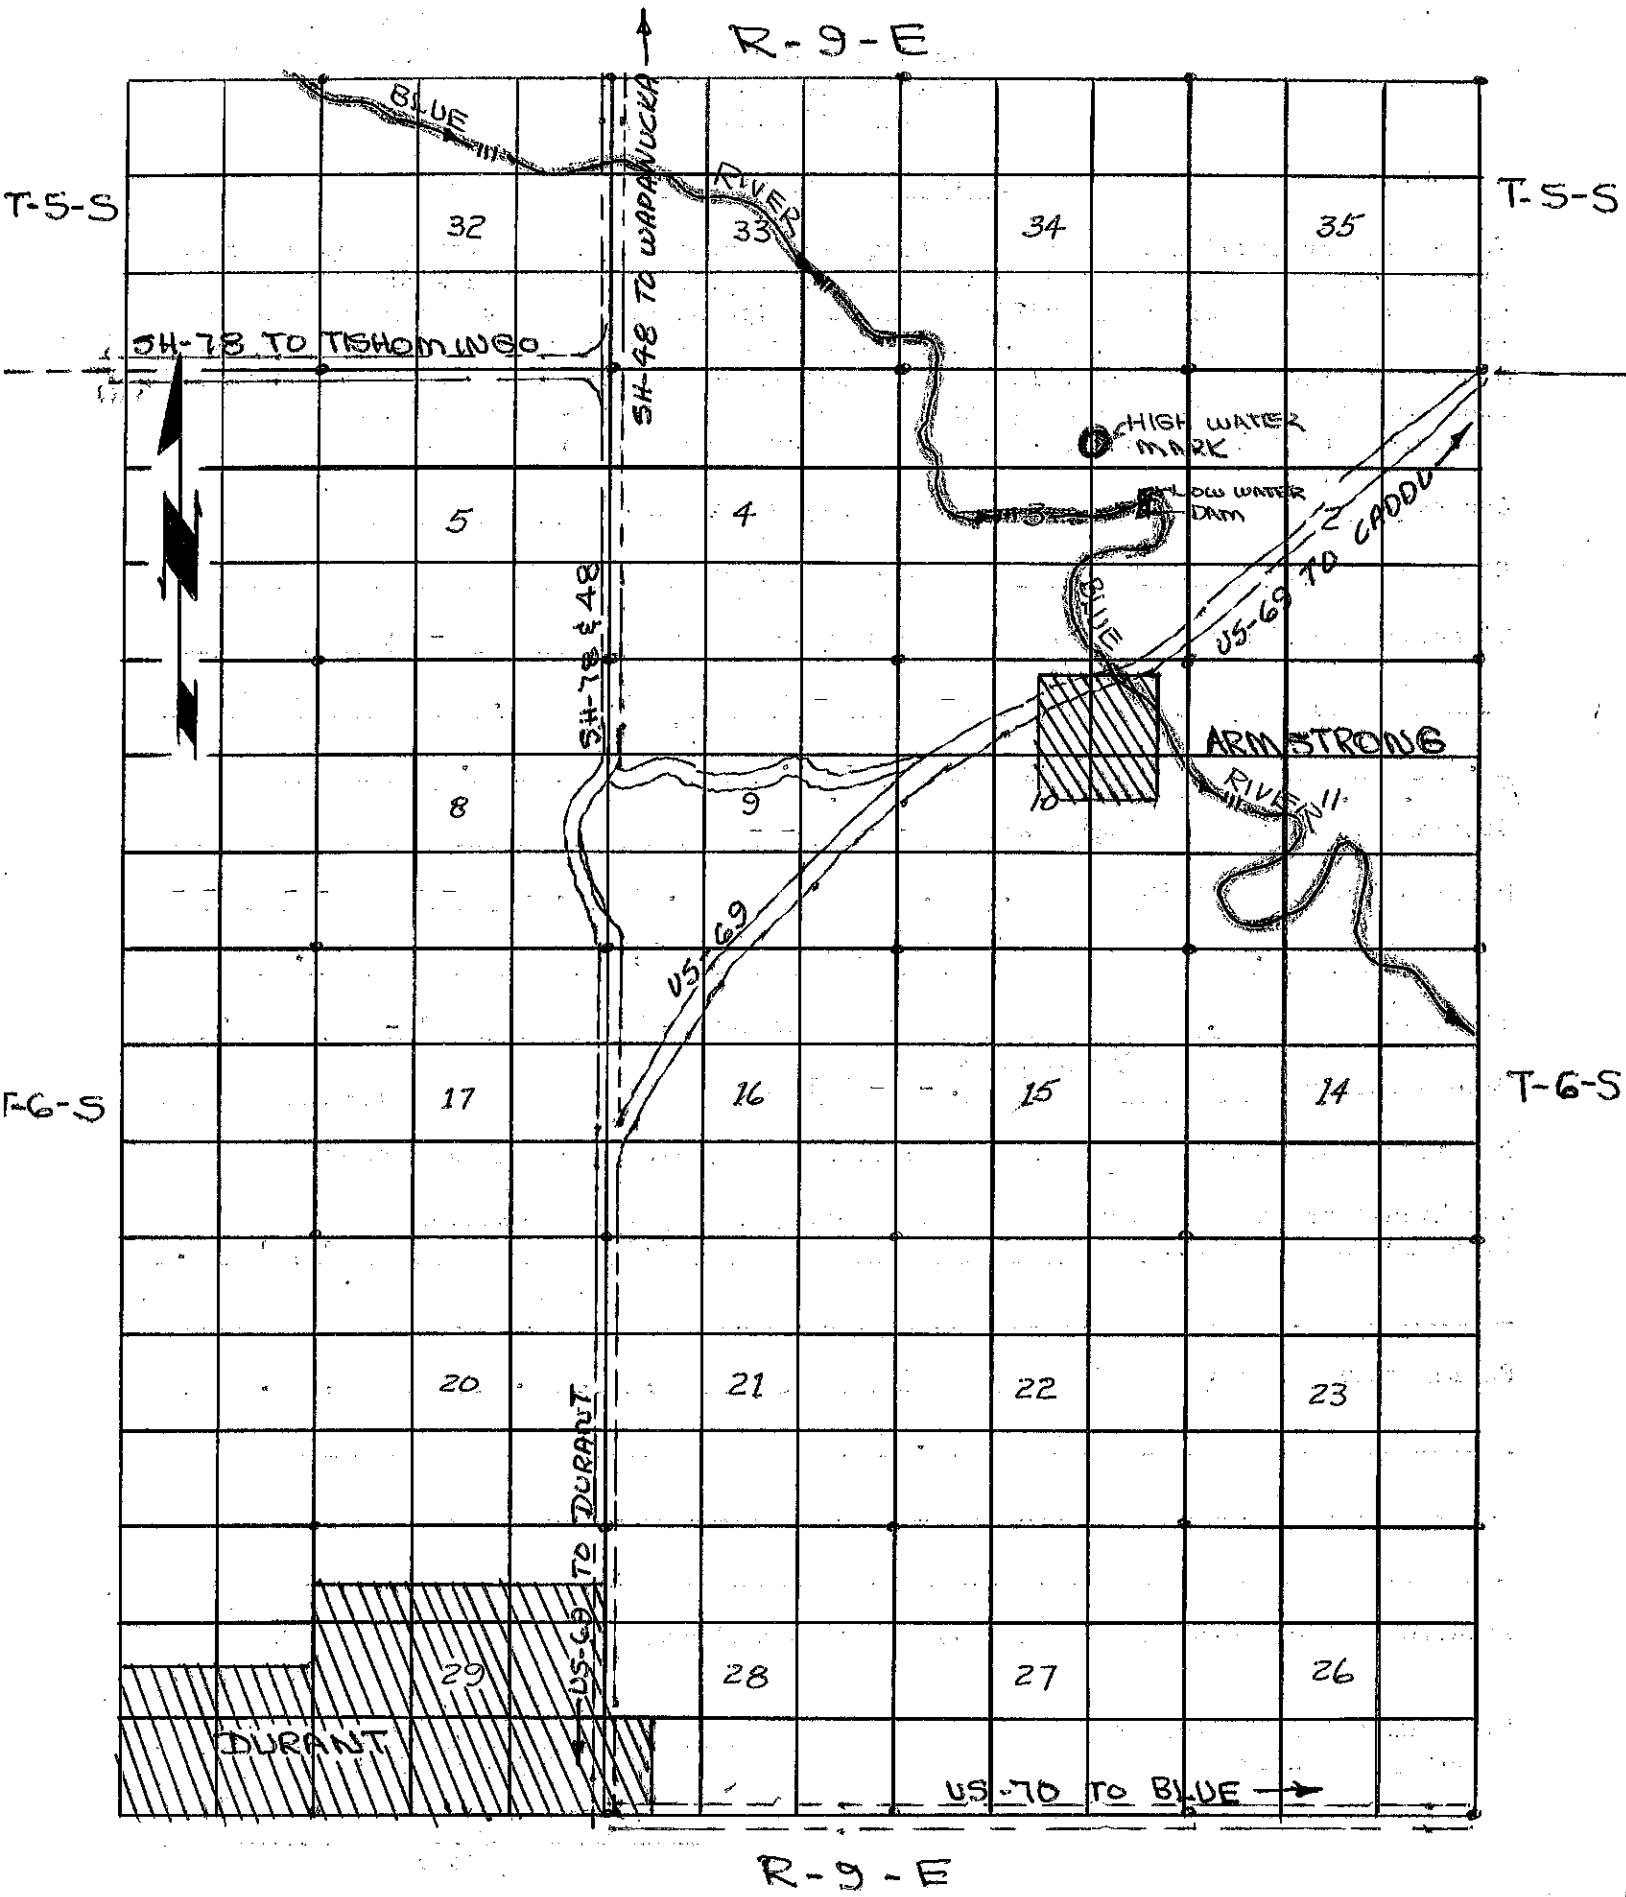 R-9-E
BLUE
RIVER
T-5-S
T-5-S
32
33
34
35
SH-48 TO WAPANUCKA
SH-78 TO TISHOMINGO
HIGH WATER
MARK
LOW WATER
DAM
5
4
3
2
US-69 TO CADDO
SH-78 & 48
BLUE
ARMSTRONG
8
9
10
RIVER
11
US-69
T-6-S
17
16
15
14
T-6-S
20
21
22
23
US-69 TO DURANT
29
28
27
26
DURANT
US-70 TO BLUE
R-9-E